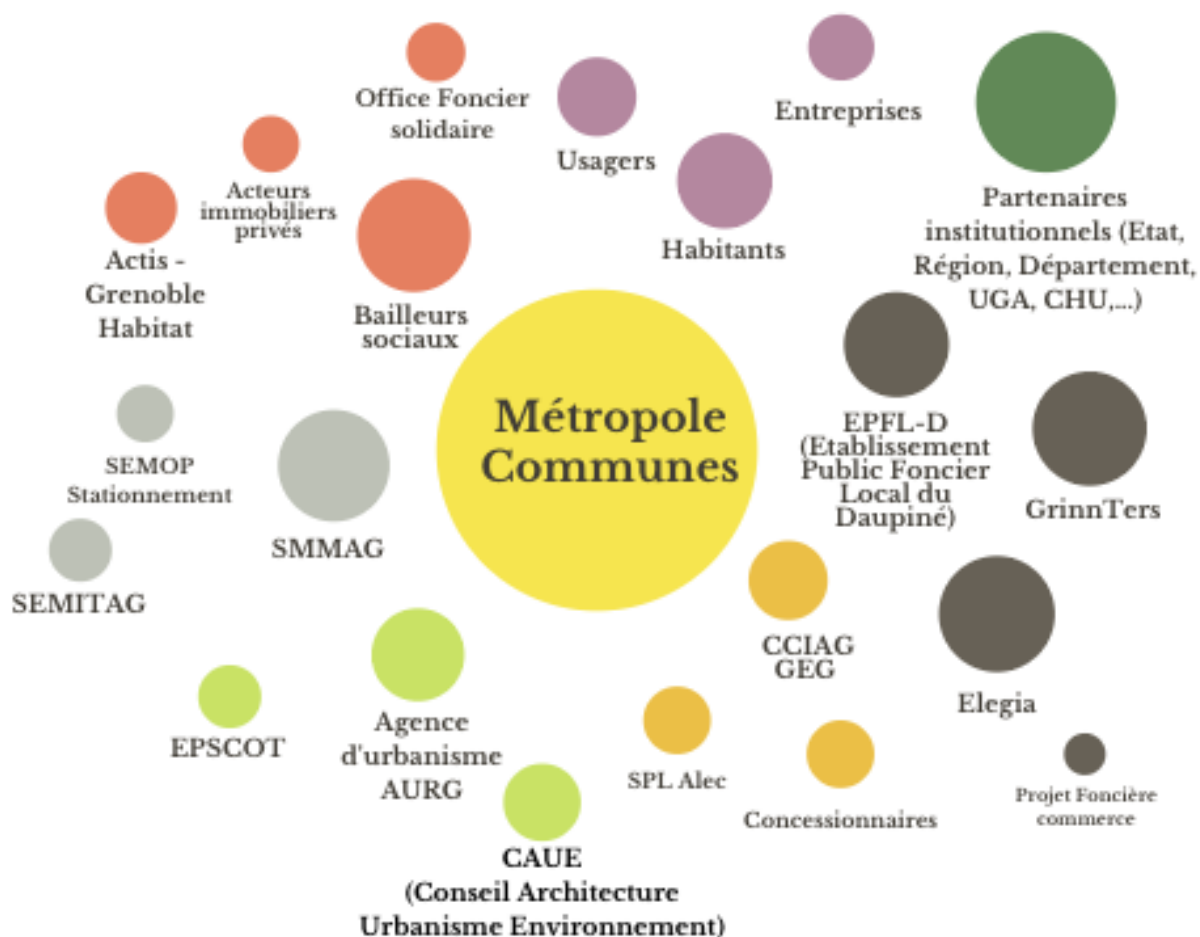 Office Foncier
solidaire
Usagers
Entreprises
Acteurs
immobiliers
privés
Habitants
Partenaires
institutionnels (Etat,
Région, Département,
UGA, CHU,...)
Actis -
Grenoble
Habitat
Bailleurs
sociaux
Métropole
Communes
EPFL-D
(Etablissement
Public Foncier
Local du
Daupiné)
GrinnTers
SEMOP
Stationnement
SMMAG
SEMITAG
CCIAG
GEG
Elegia
EPSCOT
Agence
d'urbanisme
AURG
SPL Alec
Concessionnaires
Projet Foncière
commerce
CAUE
(Conseil Architecture
Urbanisme Environnement)